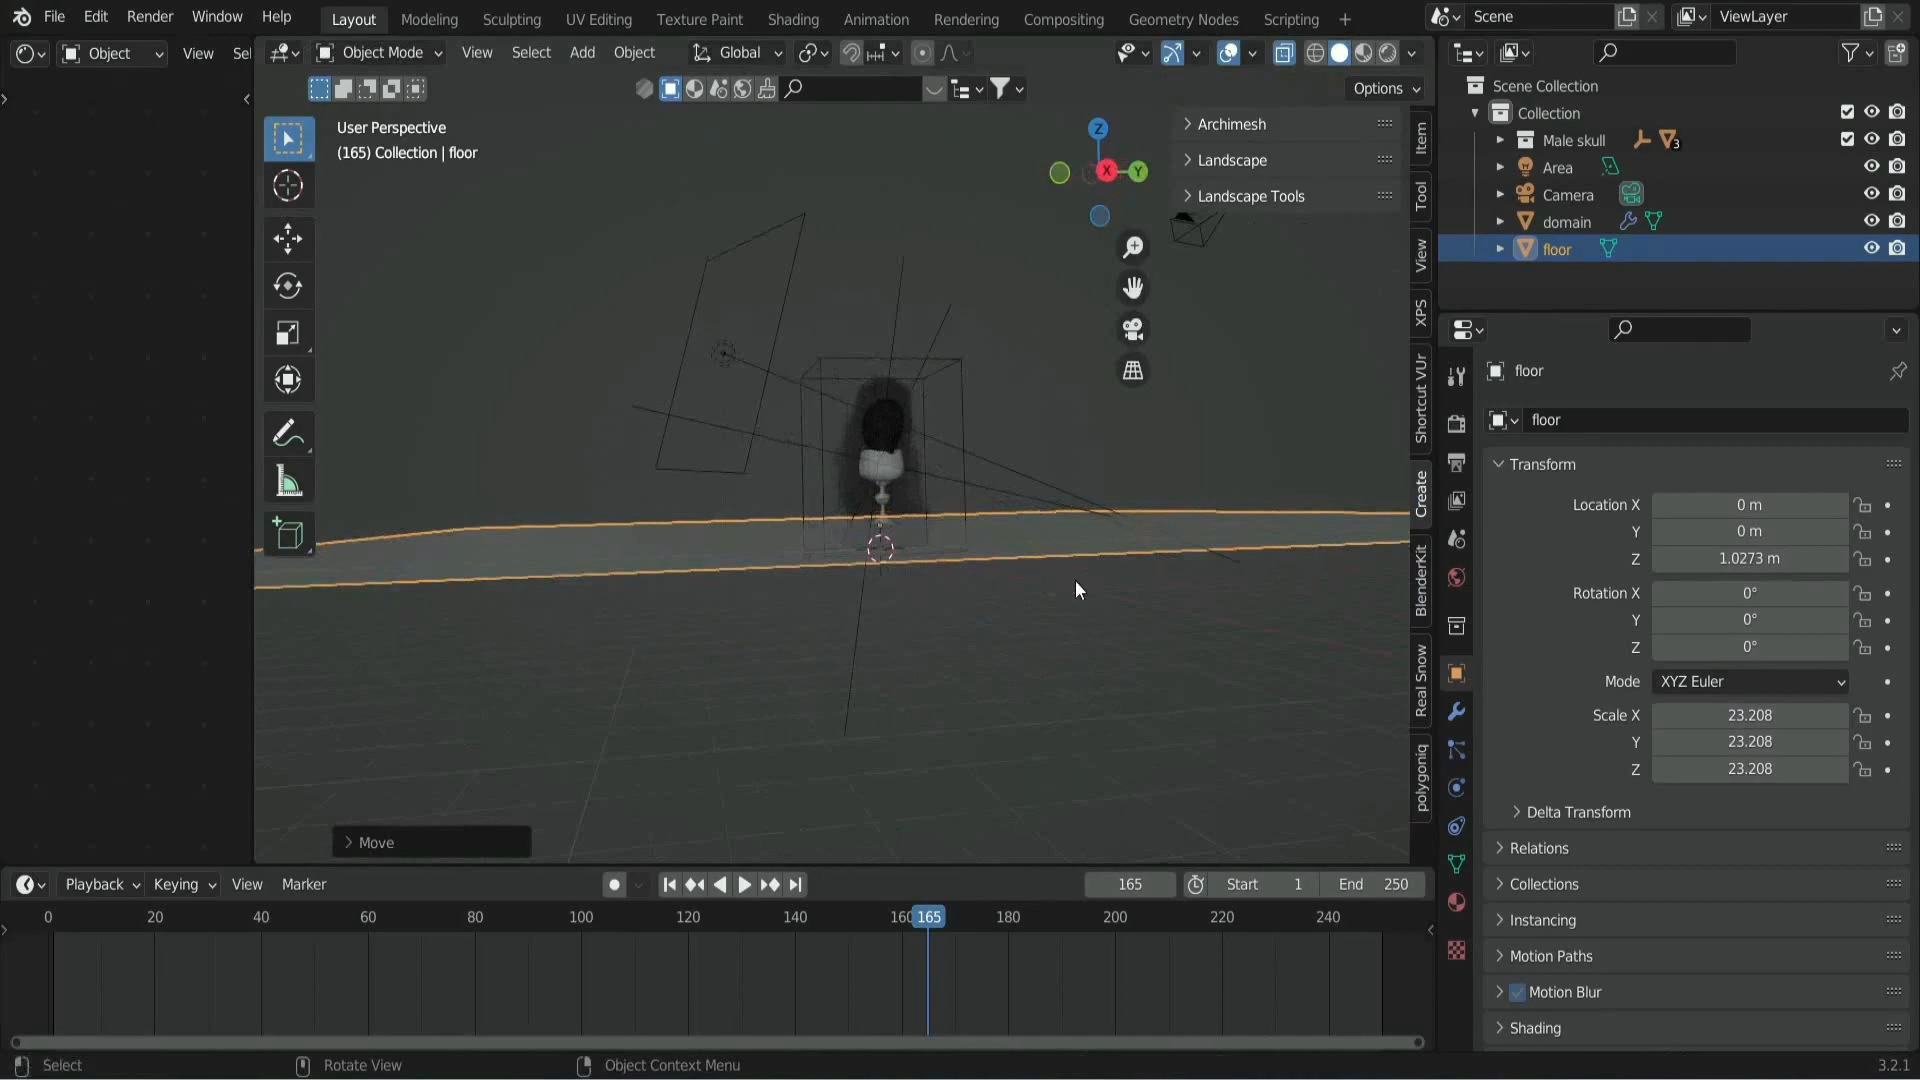 File Edit Render Window Help
Layout Modeling Sculpting UV Editing Texture Paint Shading Animation Rendering Compositing Geometry Nodes Scripting +
Scene
ViewLayer
Object View Sel
Object Mode View Select Add Object Global
Options
User Perspective
(165) Collection | floor
Z
X
Y
Archimesh
Landscape
Landscape Tools
Item
Tool
View
XPS
Shortcut VUr
Create
BlenderKit
Real Snow
polygoniq
Move
Scene Collection
Collection
Male skull 3
Area
Camera
domain
floor
floor
floor
Transform
Location X 0 m
Y 0 m
Z 1.0273 m
Rotation X 0°
Y 0°
Z 0°
Mode XYZ Euler
Scale X 23.208
Y 23.208
Z 23.208
Delta Transform
Relations
Collections
Instancing
Motion Paths
Motion Blur
Shading
Playback Keying View Marker
165 Start 1 End 250
0 20 40 60 80 100 120 140 160 165 180 200 220 240
Select Rotate View Object Context Menu
3.2.1